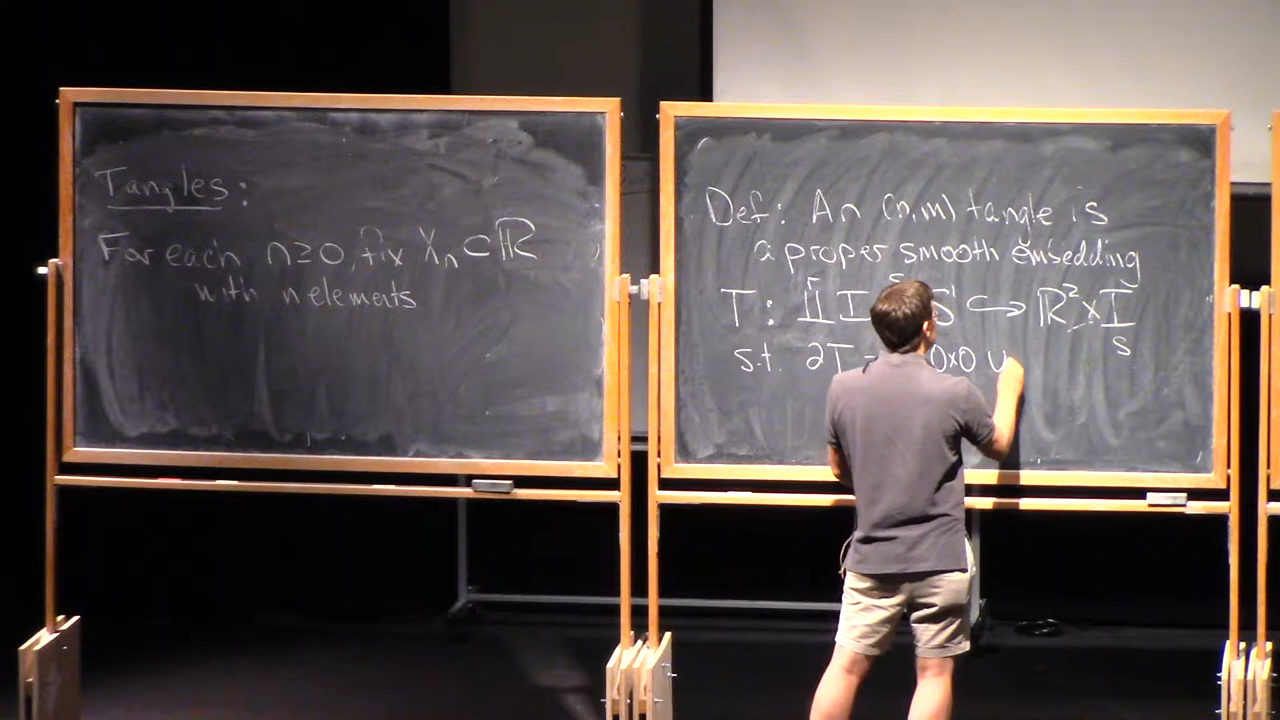 Tangles:
For each n≥0, fix Xₙ⊂ℝ
with n elements
Def: An (n,m) tangle is
a proper smooth embedding
T: ∐ʳ I S¹ ↪ ℝ²×I
s.t. ∂T 0×0 ∪ s